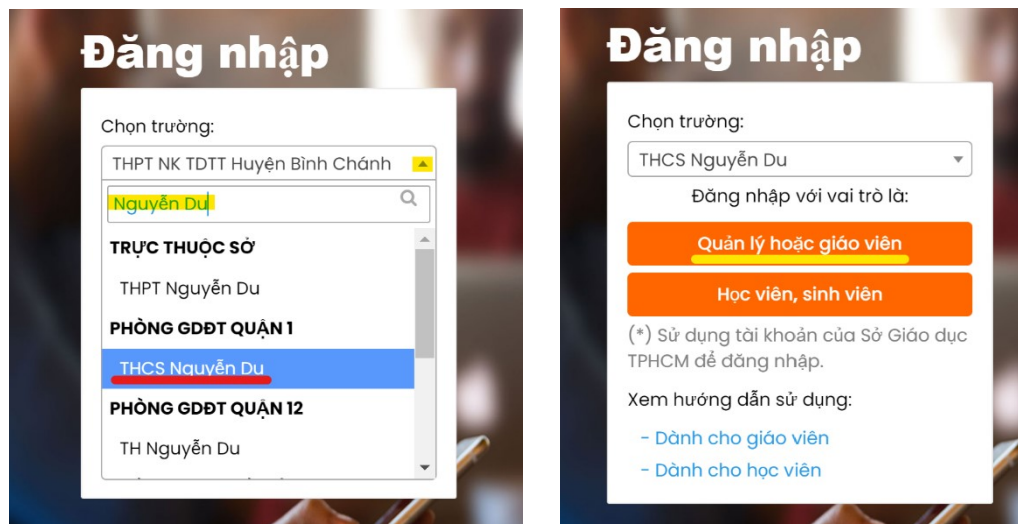 Đăng nhập
Chọn trường:
THPT NK TDTT Huyện Bình Chánh
Nguyễn Du
TRỰC THUỘC SỞ
THPT Nguyễn Du
PHÒNG GDĐT QUẬN 1
THCS Nguyễn Du
PHÒNG GDĐT QUẬN 12
TH Nguyễn Du
Đăng nhập
Chọn trường:
THCS Nguyễn Du
Đăng nhập với vai trò là:
Quản lý hoặc giáo viên
Học viên, sinh viên
(*) Sử dụng tài khoản của Sở Giáo dục
TPHCM để đăng nhập.
Xem hướng dẫn sử dụng:
- Dành cho giáo viên
- Dành cho học viên